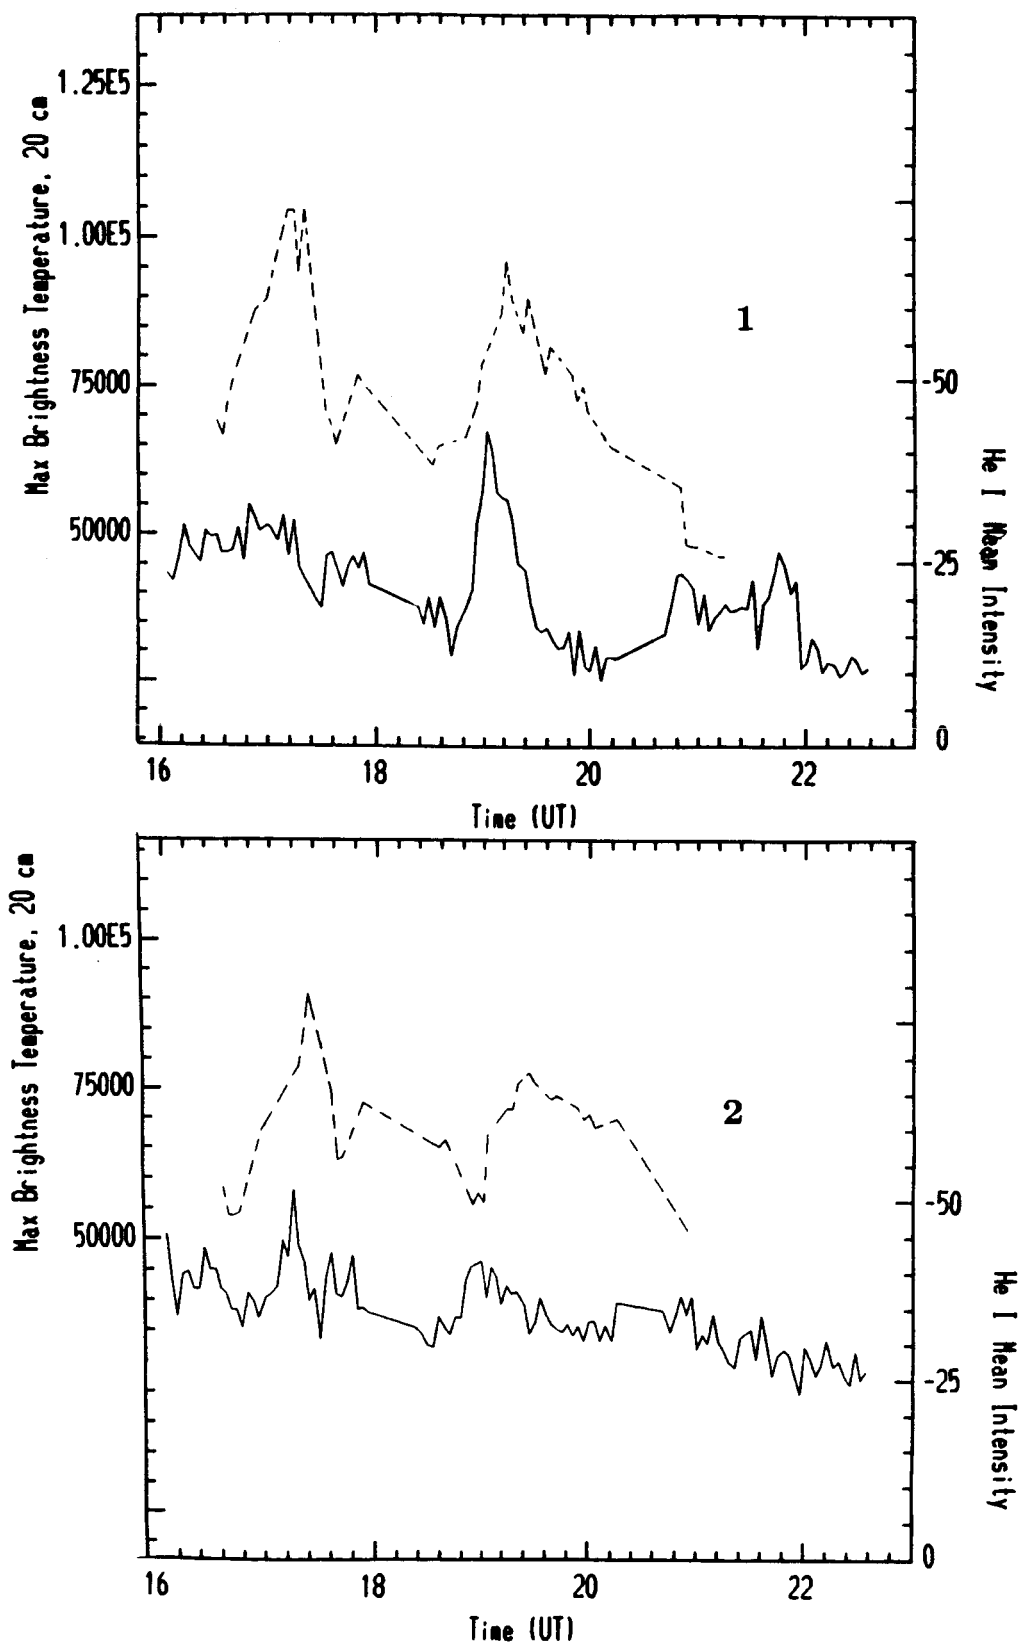 Max Brightness Temperature, 20 cm
1.25E5
1.00E5
75000
50000
1
-50
-25
0
He I Mean Intensity
16
18
20
22
Time (UT)
Max Brightness Temperature, 20 cm
1.00E5
75000
50000
2
-50
-25
0
He I Mean Intensity
16
18
20
22
Time (UT)